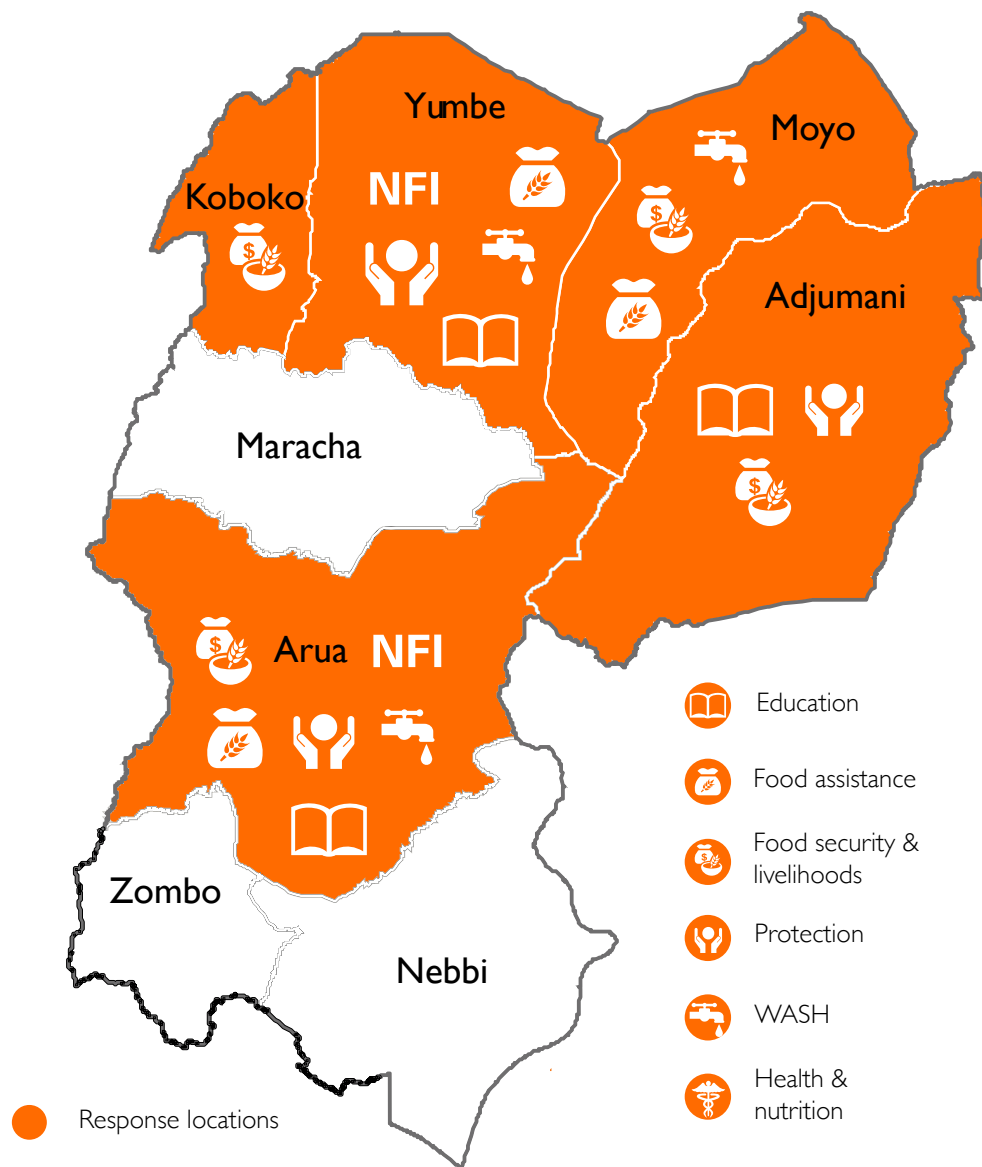 Yumbe
Moyo
Koboko
NFI
Adjumani
Maracha
Arua
NFI
Education
Food assistance
Food security &
livelihoods
Zombo
Protection
Nebbi
WASH
Health &
nutrition
Response locations
$
$
$
$
$